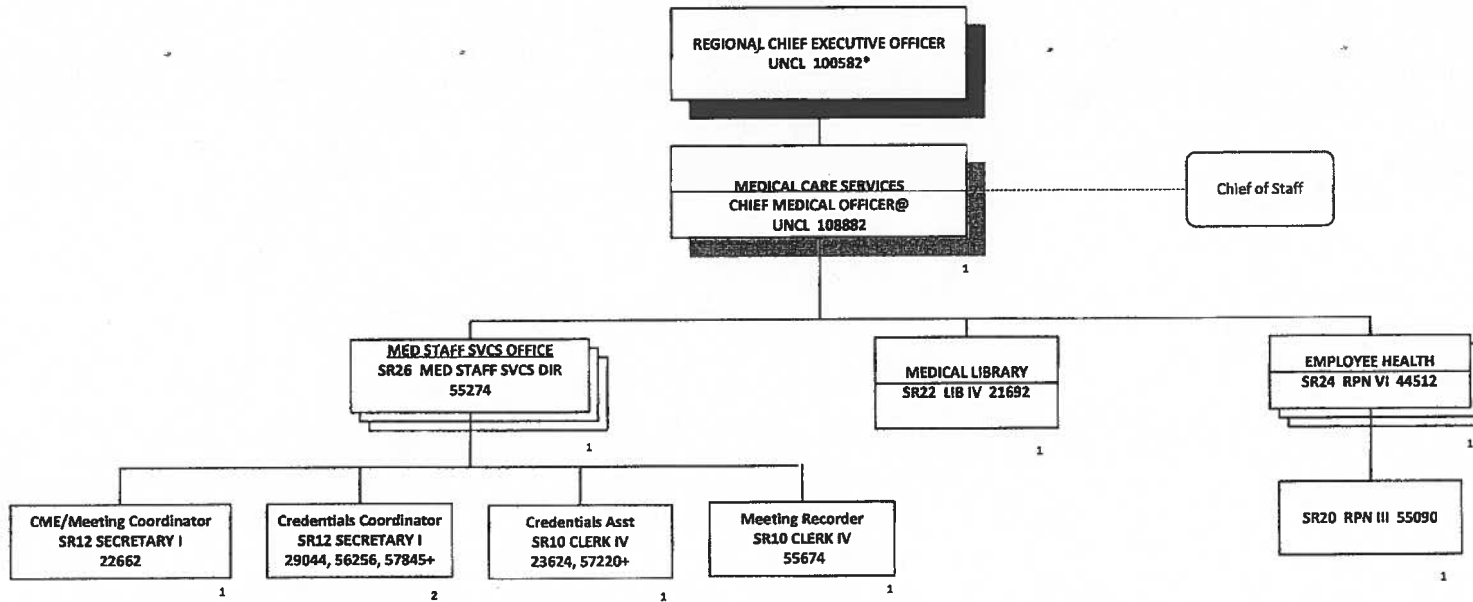 REGIONAL CHIEF EXECUTIVE OFFICER
UNCL 100582*
MEDICAL CARE SERVICES
CHIEF MEDICAL OFFICER@
UNCL 108882
1
Chief of Staff
MED STAFF SVCS OFFICE
SR26 MED STAFF SVCS DIR
55274
1
MEDICAL LIBRARY
SR22 LIB IV 21692
1
EMPLOYEE HEALTH
SR24 RPN VI 44512
1
CME/Meeting Coordinator
SR12 SECRETARY I
22662
1
Credentials Coordinator
SR12 SECRETARY I
29044, 56256, 57845+
2
Credentials Asst
SR10 CLERK IV
23624, 57220+
1
Meeting Recorder
SR10 CLERK IV
55674
1
SR20 RPN III 55090
1